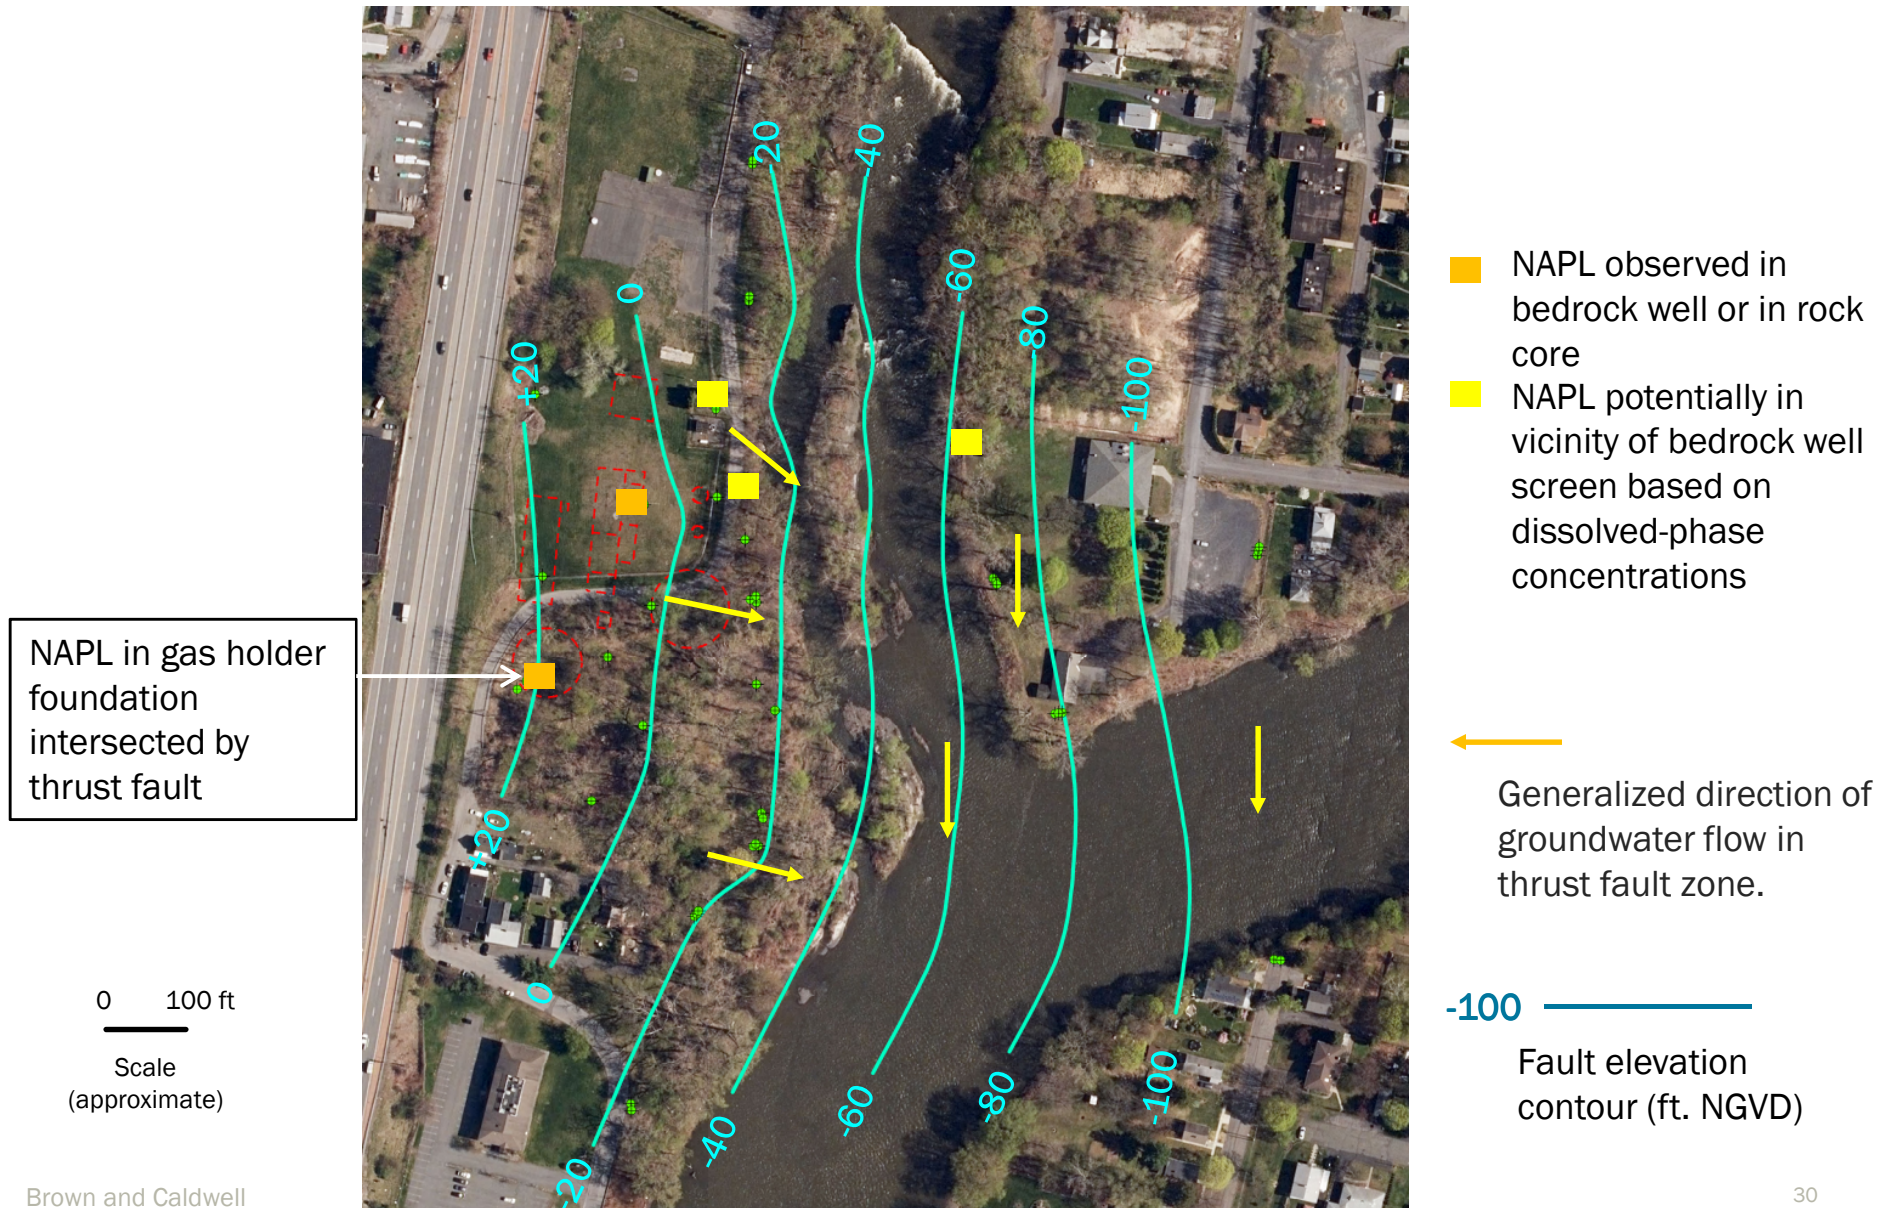 20
-40
-60
0
-80
+20
-100
+20
0
-100
-80
-60
-40
-20
NAPL in gas holder
foundation
intersected by
thrust fault
0 100 ft
Scale
(approximate)
NAPL observed in
bedrock well or in rock
core
NAPL potentially in
vicinity of bedrock well
screen based on
dissolved-phase
concentrations
Generalized direction of
groundwater flow in
thrust fault zone.
-100
Fault elevation
contour (ft. NGVD)
Brown and Caldwell
30